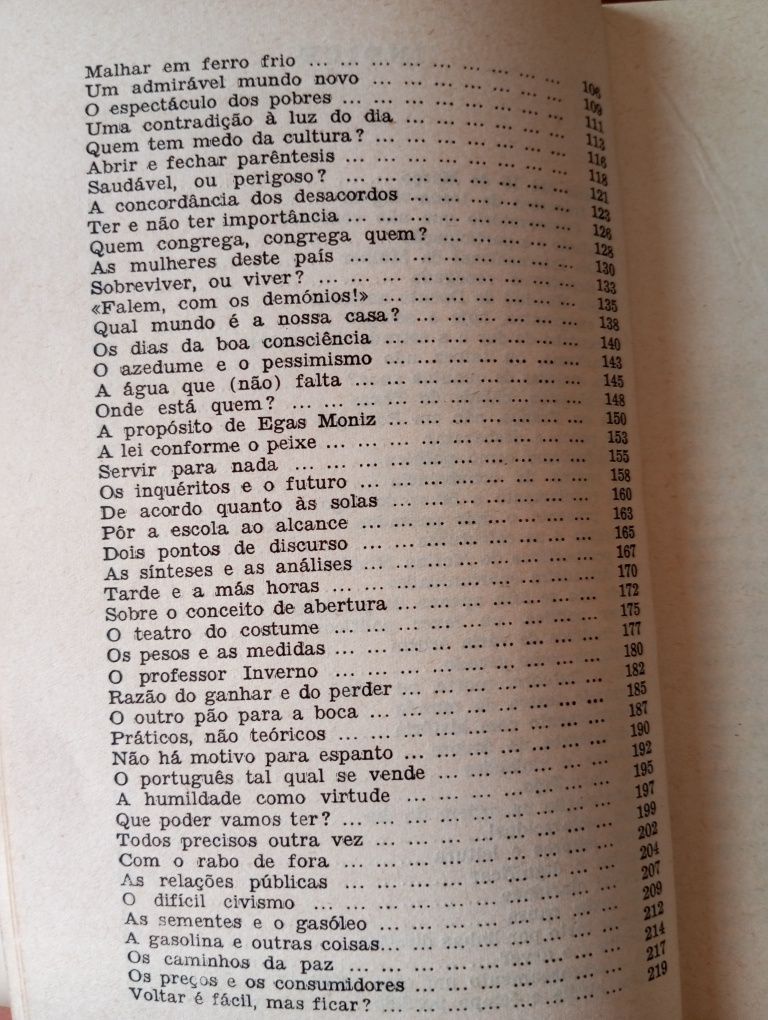 Malhar em ferro frio ... ... ... ... ... ... ... ... ... 106
Um admirável mundo novo ... ... ... ... ... ... ... 109
O espectáculo dos pobres ... ... ... ... ... ... ... ... 111
Uma contradição à luz do dia ... ... ... ... ... ... 113
Quem tem medo da cultura? ... ... ... ... ... ... ... 116
Abrir e fechar parêntesis ... ... ... ... ... ... ... ... 118
Saudável, ou perigoso? ... ... ... ... ... ... ... ... 121
A concordância dos desacordos ... ... ... ... ... ... 123
Ter e não ter importância ... ... ... ... ... ... ... ... 126
Quem congrega, congrega quem? ... ... ... ... ... 128
As mulheres deste país ... ... ... ... ... ... ... ... 130
Sobreviver, ou viver? ... ... ... ... ... ... ... ... ... 133
«Falem, com os demónios!» ... ... ... ... ... ... ... 135
Qual mundo é a nossa casa? ... ... ... ... ... ... 138
Os dias da boa consciência ... ... ... ... ... ... ... 140
O azedume e o pessimismo ... ... ... ... ... ... ... 143
A água que (não) falta ... ... ... ... ... ... ... ... 145
Onde está quem? ... ... ... ... ... ... ... ... ... ... 148
A propósito de Egas Moniz ... ... ... ... ... ... ... 150
A lei conforme o peixe ... ... ... ... ... ... ... ... ... 153
Servir para nada ... ... ... ... ... ... ... ... ... ... 155
Os inquéritos e o futuro ... ... ... ... ... ... ... ... 158
De acordo quanto às solas ... ... ... ... ... ... ... 160
Pôr a escola ao alcance ... ... ... ... ... ... ... ... 163
Dois pontos de discurso ... ... ... ... ... ... ... ... 165
As sínteses e as análises ... ... ... ... ... ... ... ... 167
Tarde e a más horas ... ... ... ... ... ... ... ... ... 170
Sobre o conceito de abertura ... ... ... ... ... ... ... 172
O teatro do costume ... ... ... ... ... ... ... ... ... 175
Os pesos e as medidas ... ... ... ... ... ... ... ... ... 177
O professor Inverno ... ... ... ... ... ... ... ... ... 180
Razão do ganhar e do perder ... ... ... ... ... ... ... 182
O outro pão para a boca ... ... ... ... ... ... ... ... 185
Práticos, não teóricos ... ... ... ... ... ... ... ... ... 187
Não há motivo para espanto ... ... ... ... ... ... ... 190
O português tal qual se vende ... ... ... ... ... ... 192
A humildade como virtude ... ... ... ... ... ... ... 195
Que poder vamos ter? ... ... ... ... ... ... ... ... ... 197
Todos precisos outra vez ... ... ... ... ... ... ... ... 199
Com o rabo de fora ... ... ... ... ... ... ... ... ... 202
As relações públicas ... ... ... ... ... ... ... ... ... 204
O difícil civismo ... ... ... ... ... ... ... ... ... ... 207
As sementes e o gasóleo ... ... ... ... ... ... ... ... 209
A gasolina e outras coisas... ... ... ... ... ... ... ... 212
Os caminhos da paz ... ... ... ... ... ... ... ... ... 214
Os preços e os consumidores ... ... ... ... ... ... ... 217
Voltar é fácil, mas ficar? ... ... ... ... ... ... ... ... 219